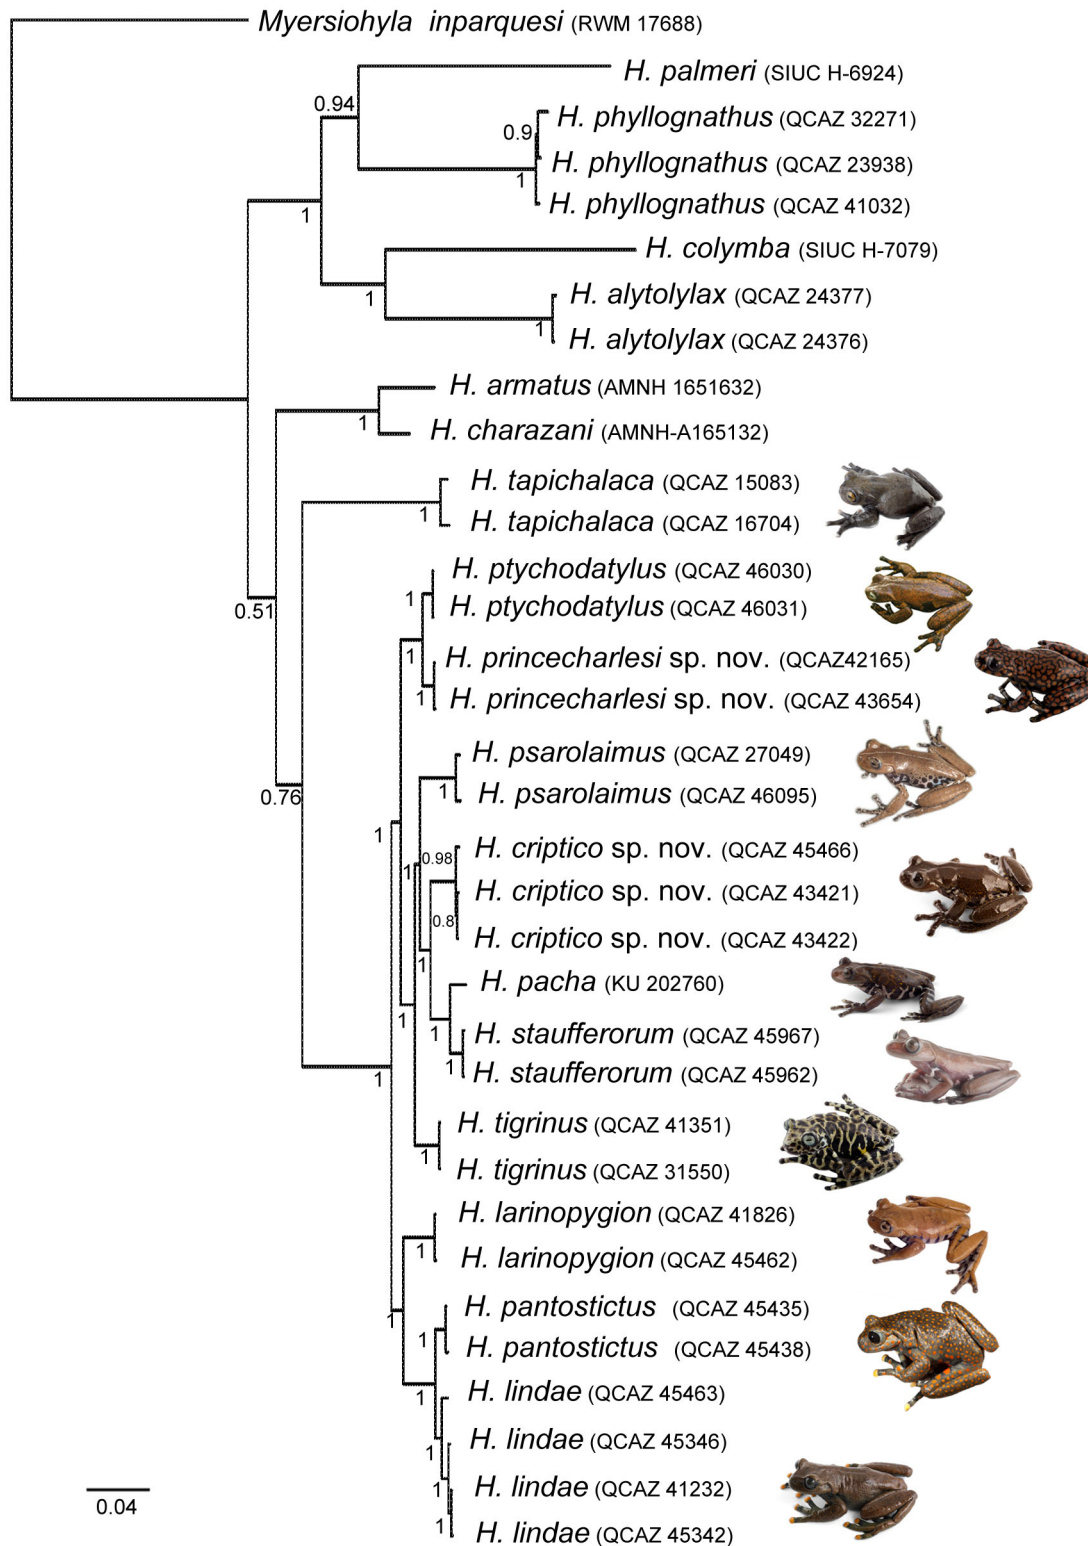 Myersiohyla inparquesi (RWM 17688)
H. palmeri (SIUC H-6924)
0.94
H. phyllognathus (QCAZ 32271)
0.9
H. phyllognathus (QCAZ 23938)
1
H. phyllognathus (QCAZ 41032)
1
H. colymba (SIUC H-7079)
H. alytolylax (QCAZ 24377)
1
1
H. alytolylax (QCAZ 24376)
H. armatus (AMNH 1651632)
1
H. charazani (AMNH-A165132)
H. tapichalaca (QCAZ 15083)
1
H. tapichalaca (QCAZ 16704)
H. ptychodatylus (QCAZ 46030)
1
H. ptychodatylus (QCAZ 46031)
0.51
1
H. princecharlesi sp. nov. (QCAZ42165)
1
H. princecharlesi sp. nov. (QCAZ 43654)
H. psarolaimus (QCAZ 27049)
0.76
1
H. psarolaimus (QCAZ 46095)
1
H. criptico sp. nov. (QCAZ 45466)
0.98
1
H. criptico sp. nov. (QCAZ 43421)
0.8
H. criptico sp. nov. (QCAZ 43422)
1
H. pacha (KU 202760)
1
1
H. staufferorum (QCAZ 45967)
1
H. staufferorum (QCAZ 45962)
1
H. tigrinus (QCAZ 41351)
1
H. tigrinus (QCAZ 31550)
H. larinopygion (QCAZ 41826)
1
H. larinopygion (QCAZ 45462)
H. pantostictus (QCAZ 45435)
1
1
H. pantostictus (QCAZ 45438)
H. lindae (QCAZ 45463)
1
H. lindae (QCAZ 45346)
1
1
H. lindae (QCAZ 41232)
0.04
1
H. lindae (QCAZ 45342)